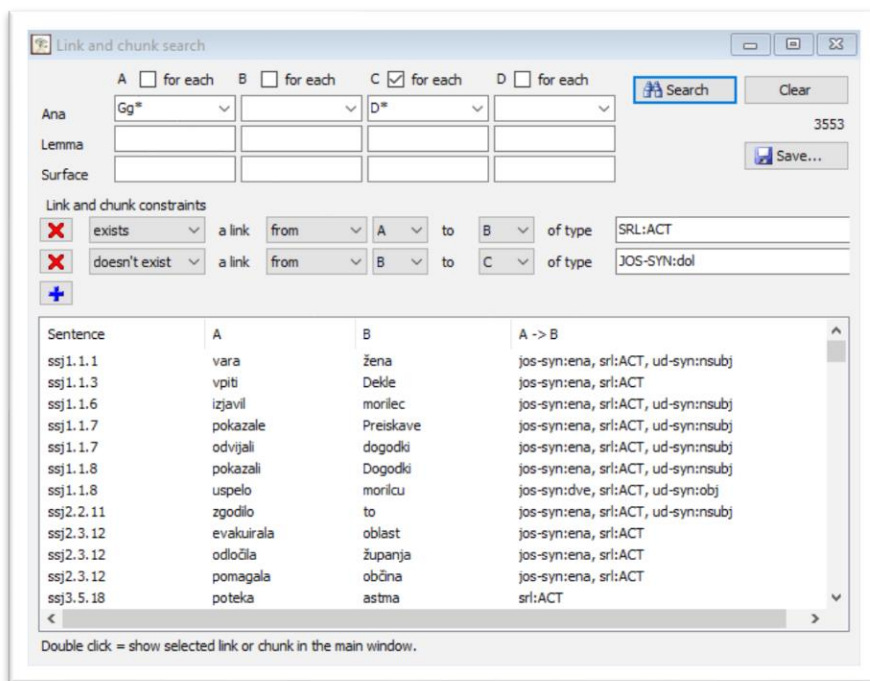 Link and chunk search
A for each B for each C for each D for each
Search Clear
Ana Gg* D*
3553
Lemma
Save...
Surface
Link and chunk constraints
exists a link from A to B of type SRL:ACT
doesn't exist a link from B to C of type JOS-SYN:dol
Sentence A B A -> B
ssj1.1.1 vara žena jos-syn:ena, srl:ACT, ud-syn:nsubj
ssj1.1.3 vpiti Dekle jos-syn:ena, srl:ACT
ssj1.1.6 izjavil morilec jos-syn:ena, srl:ACT, ud-syn:nsubj
ssj1.1.7 pokazale Preiskave jos-syn:ena, srl:ACT, ud-syn:nsubj
ssj1.1.7 odvijali dogodki jos-syn:ena, srl:ACT, ud-syn:nsubj
ssj1.1.8 pokazali Dogodki jos-syn:ena, srl:ACT, ud-syn:nsubj
ssj1.1.8 uspelo morilcu jos-syn:dve, srl:ACT, ud-syn:obj
ssj2.2.11 zgodilo to jos-syn:ena, srl:ACT, ud-syn:nsubj
ssj2.3.12 evakuirala oblast jos-syn:ena, srl:ACT
ssj2.3.12 odločila županja jos-syn:ena, srl:ACT
ssj2.3.12 pomagala občina jos-syn:ena, srl:ACT
ssj3.5.18 poteka astma srl:ACT
Double click = show selected link or chunk in the main window.